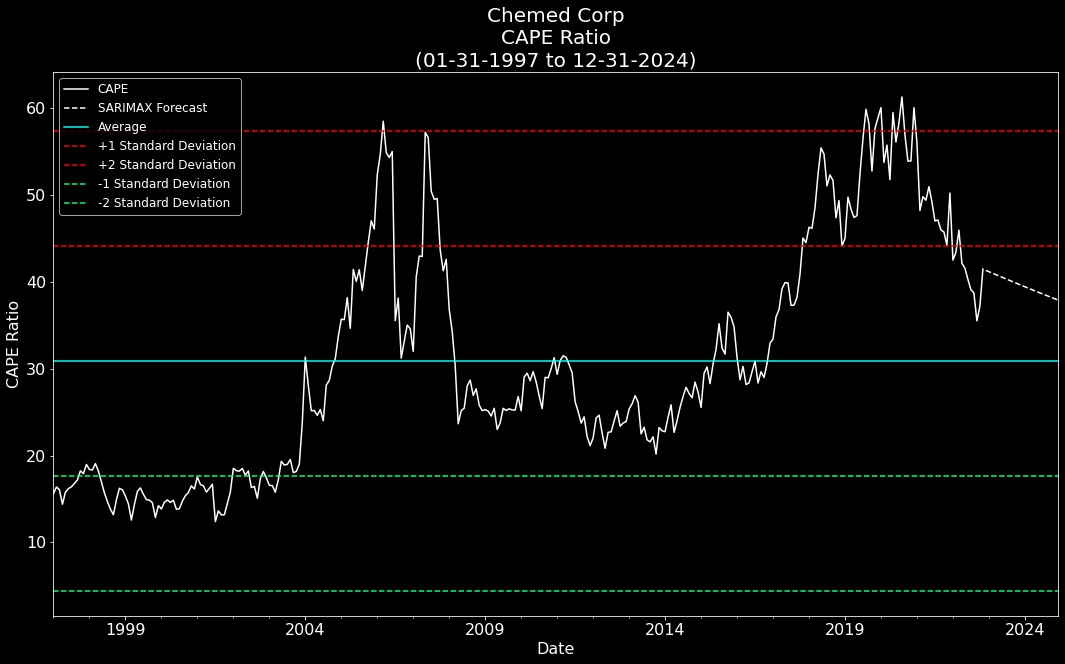 Chemed Corp
CAPE Ratio
(01-31-1997 to 12-31-2024)
CAPE
SARIMAX Forecast
Average
+1 Standard Deviation
+2 Standard Deviation
-1 Standard Deviation
-2 Standard Deviation
60
50
40
30
20
10
CAPE Ratio
1999 2004 2009 2014 2019 2024
Date